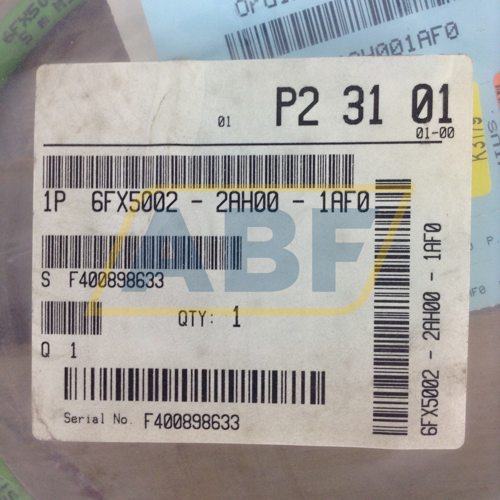 01 P2 31 01
01-00
1P 6FX5002 - 2AH00 - 1AF0
S F400898633
QTY: 1
Q 1
Serial No. F400898633
6FX5002 - 2AH00 - 1AF0
ABF
K3179